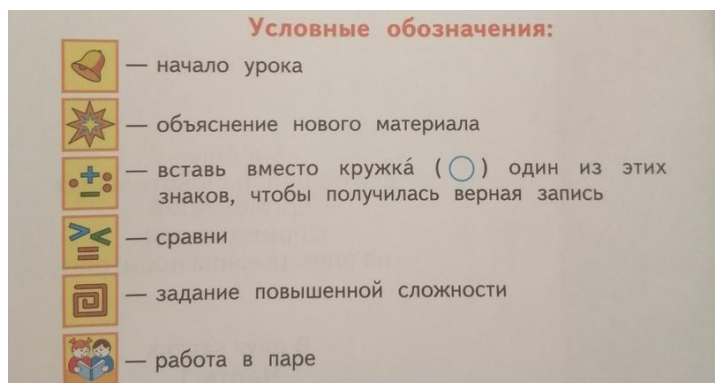 Условные обозначения:
— начало урока
— объяснение нового материала
— вставь вместо кружка́ ( ) один из этих
знаков, чтобы получилась верная запись
— сравни
— задание повышенной сложности
— работа в паре